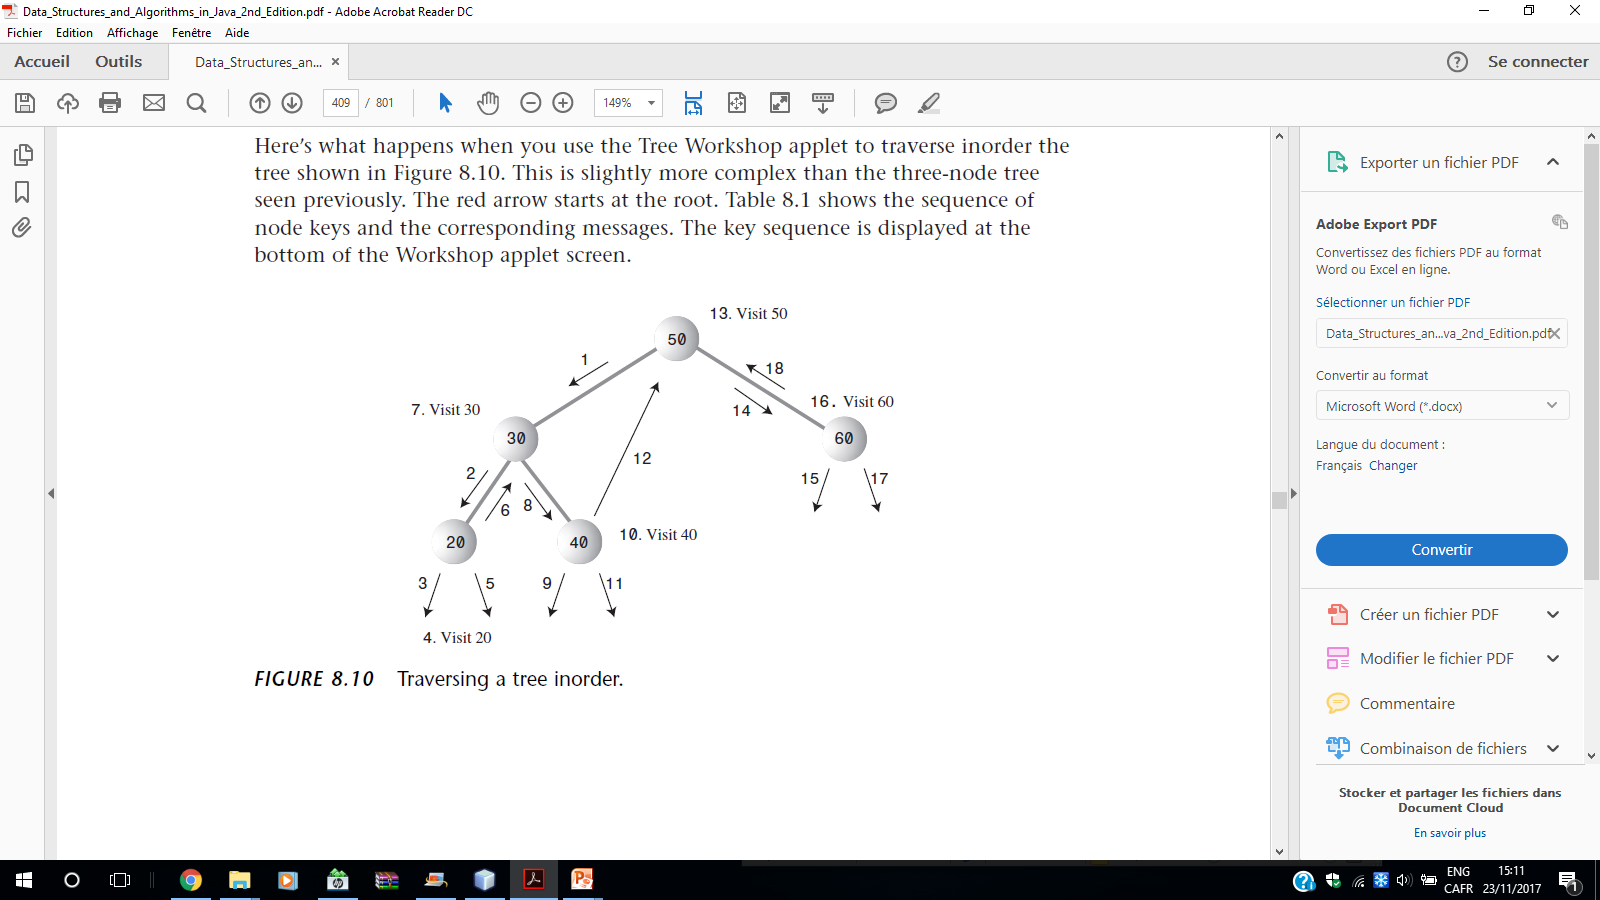 Data_Structures_and_Algorithms_in_Java_2nd_Edition.pdf - Adobe Acrobat Reader DC
Fichier Edition Affichage Fenêtre Aide
Accueil Outils Data_Structures_an... × ? Se connecter
409 / 801 149%
Here's what happens when you use the Tree Workshop applet to traverse inorder the
tree shown in Figure 8.10. This is slightly more complex than the three-node tree
seen previously. The red arrow starts at the root. Table 8.1 shows the sequence of
node keys and the corresponding messages. The key sequence is displayed at the
bottom of the Workshop applet screen.
13. Visit 50
50
1
18
14
16. Visit 60
7. Visit 30
30
60
12
2
15
17
6
8
20
40
10. Visit 40
3
5
9
11
4. Visit 20
FIGURE 8.10 Traversing a tree inorder.
Exporter un fichier PDF
Adobe Export PDF
Convertissez des fichiers PDF au format
Word ou Excel en ligne.
Sélectionner un fichier PDF
Data_Structures_an...va_2nd_Edition.pdf
Convertir au format
Microsoft Word (*.docx)
Langue du document :
Français Changer
Convertir
Créer un fichier PDF
Modifier le fichier PDF
Commentaire
Combinaison de fichiers
Stocker et partager les fichiers dans
Document Cloud
En savoir plus
ENG 15:11
CAFR 23/11/2017
1